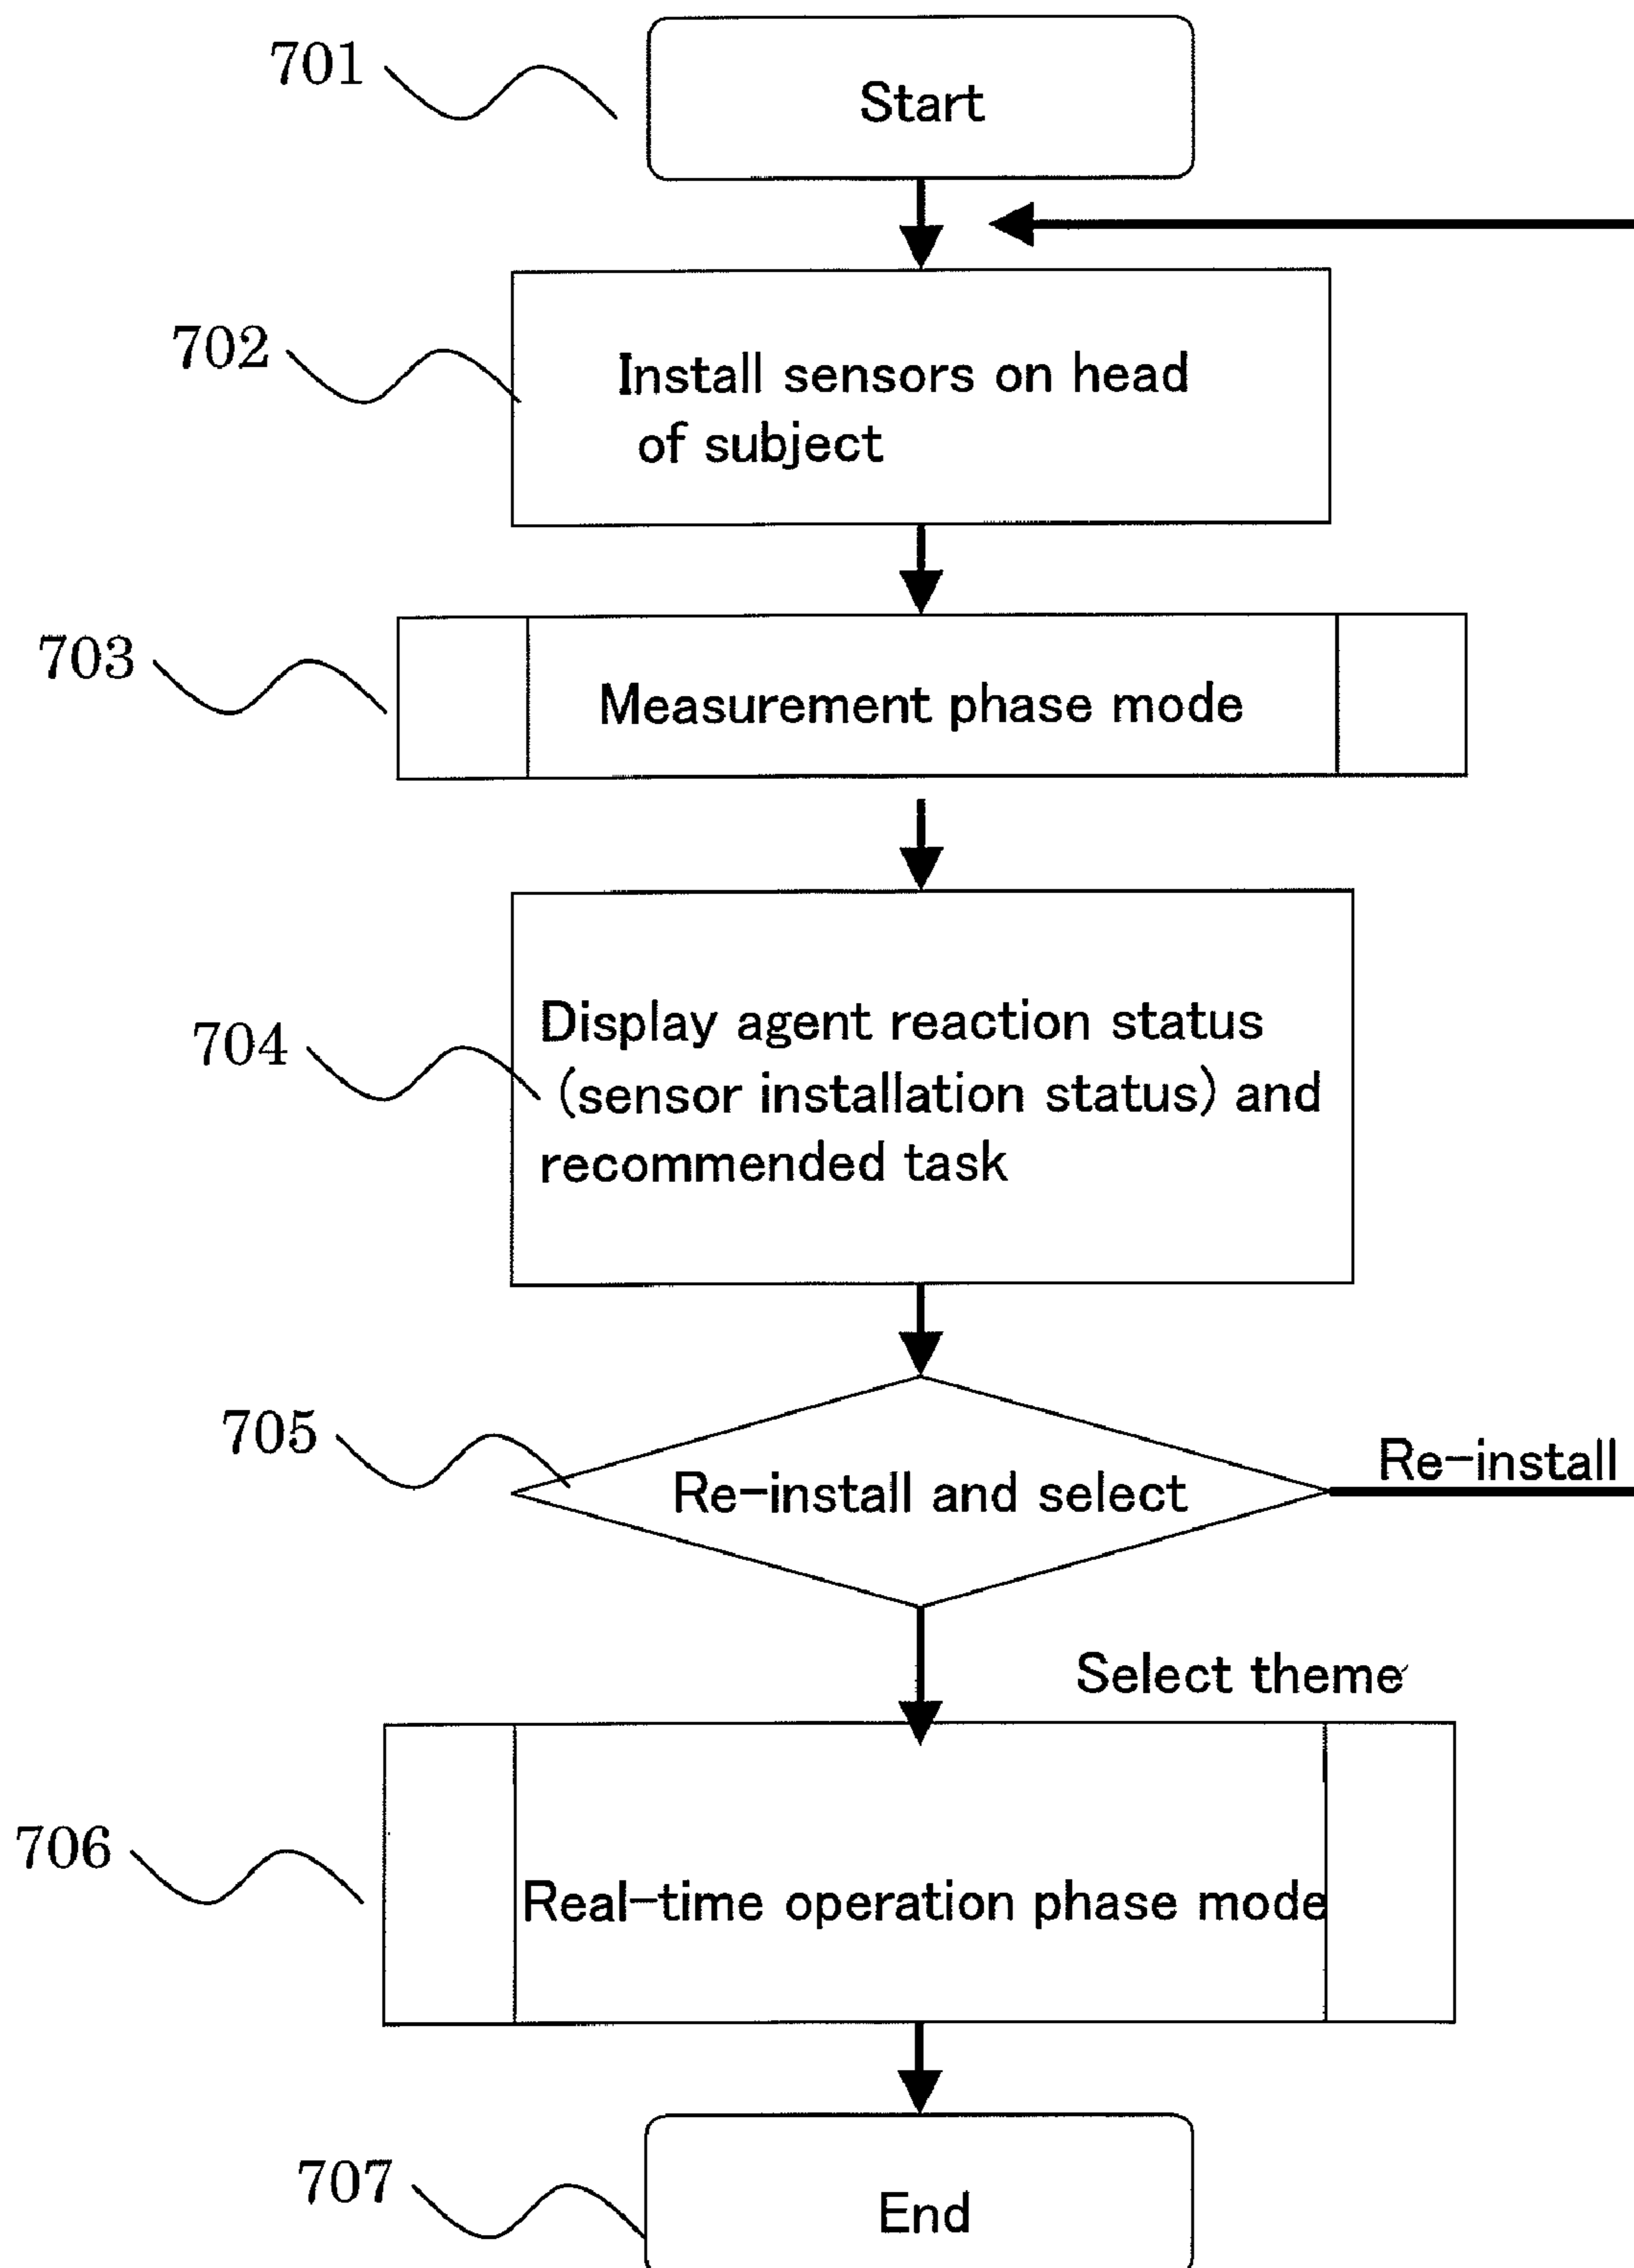 701
Start
702
Install sensors on head
of subject
703
Measurement phase mode
704
Display agent reaction status
(sensor installation status) and
recommended task
705
Re-install and select
Re-install
Select theme
706
Real-time operation phase mode
707
End